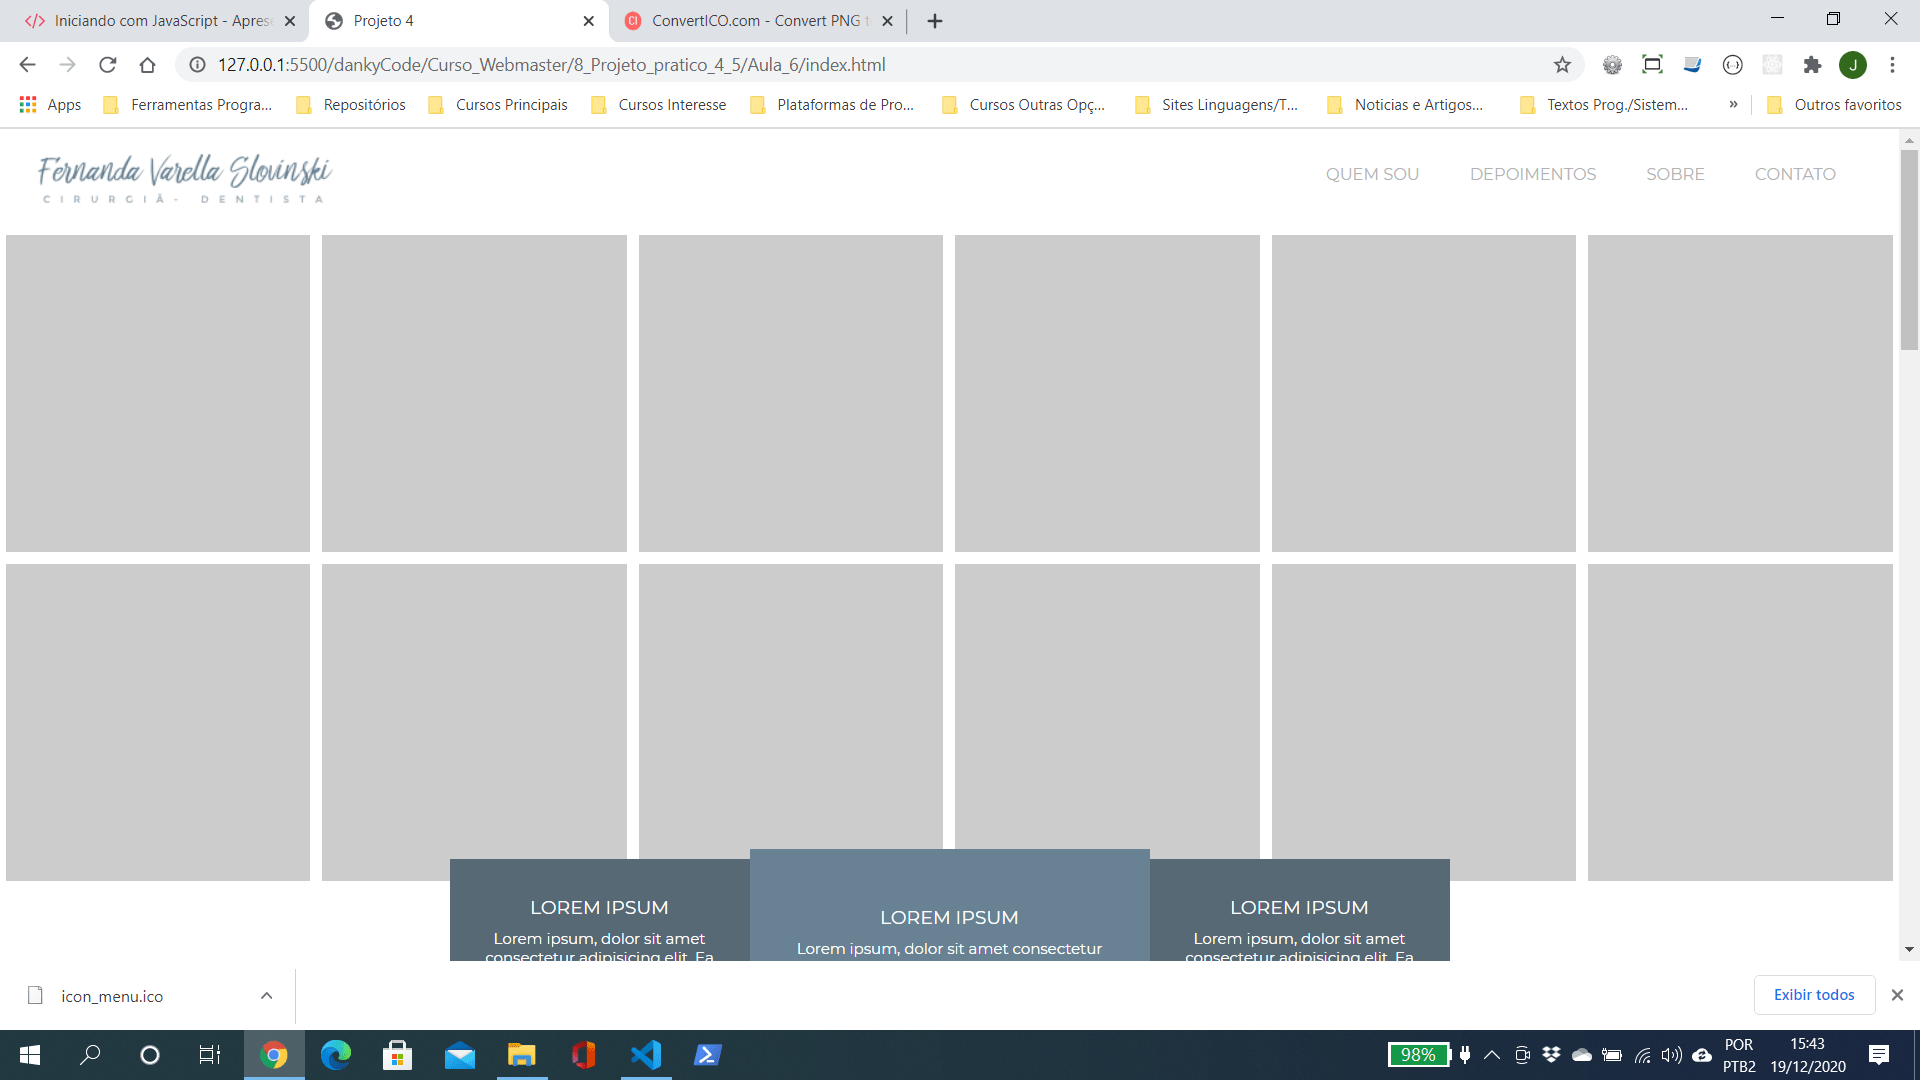 Iniciando com JavaScript - Aprese
Projeto 4
ConvertICO.com - Convert PNG t
127.0.0.1:5500/dankyCode/Curso_Webmaster/8_Projeto_pratico_4_5/Aula_6/index.html
J
Apps
Ferramentas Progra...
Repositórios
Cursos Principais
Cursos Interesse
Plataformas de Pro...
Cursos Outras Opç...
Sites Linguagens/T...
Noticias e Artigos...
Textos Prog./Sistem...
»
Outros favoritos
Fernanda Varella Slovinski
CIRURGIÃ- DENTISTA
QUEM SOU
DEPOIMENTOS
SOBRE
CONTATO
LOREM IPSUM
Lorem ipsum, dolor sit amet
consectetur adipisicing elit. Ea
LOREM IPSUM
Lorem ipsum, dolor sit amet consectetur
LOREM IPSUM
Lorem ipsum, dolor sit amet
consectetur adipisicing elit. Ea
icon_menu.ico
Exibir todos
98%
POR
PTB2
15:43
19/12/2020